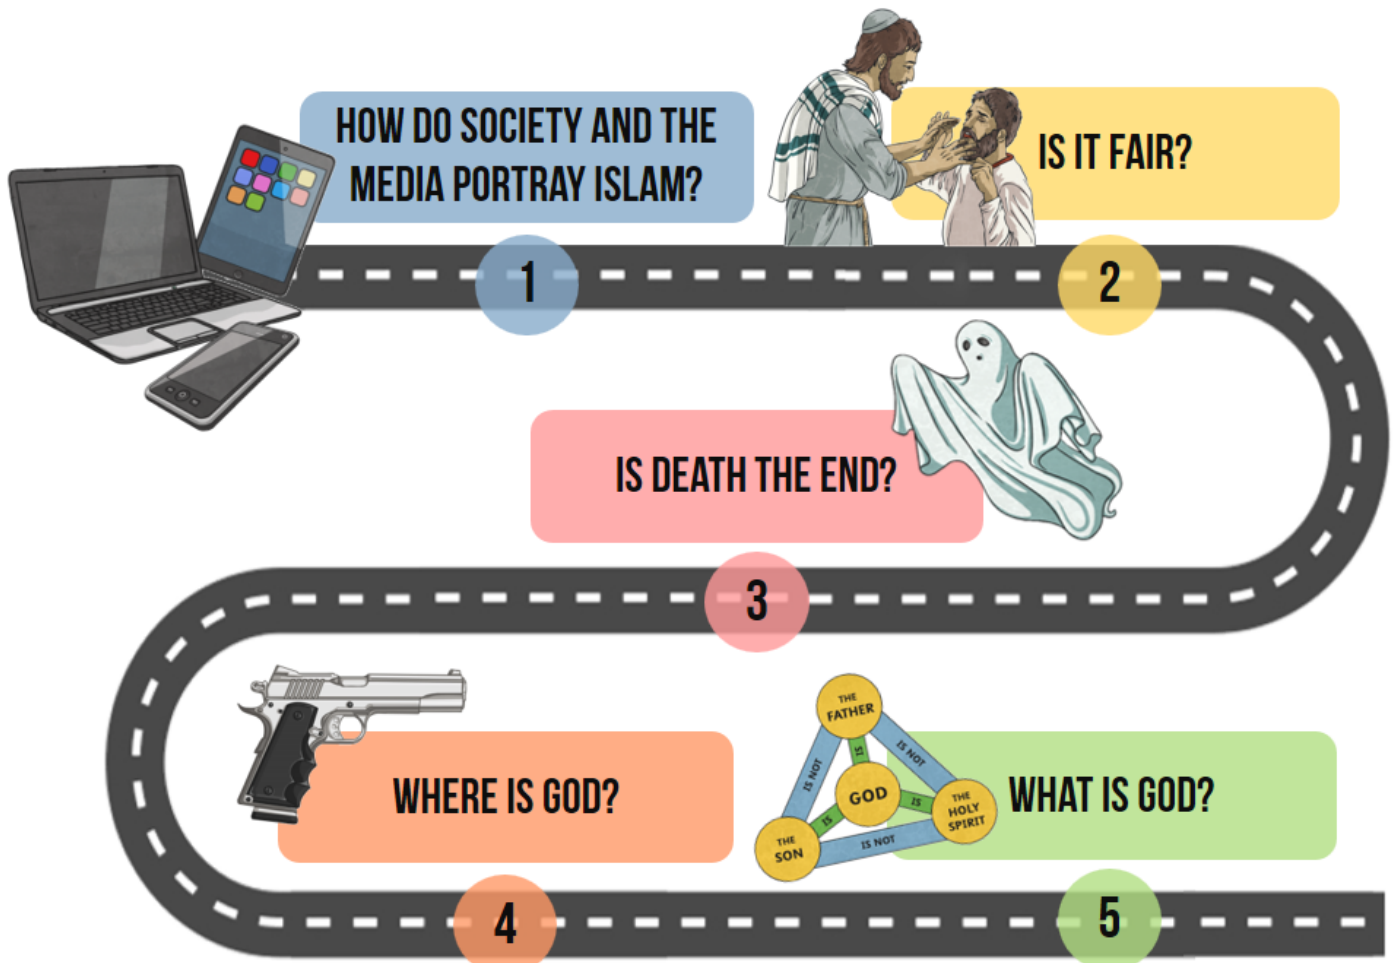 HOW DO SOCIETY AND THE
MEDIA PORTRAY ISLAM?
IS IT FAIR?
1
2
IS DEATH THE END?
3
WHERE IS GOD?
THE
FATHER
IS NOT
IS
IS NOT
GOD
IS
IS
THE
HOLY
SPIRIT
THE
SON
IS NOT
WHAT IS GOD?
4
5